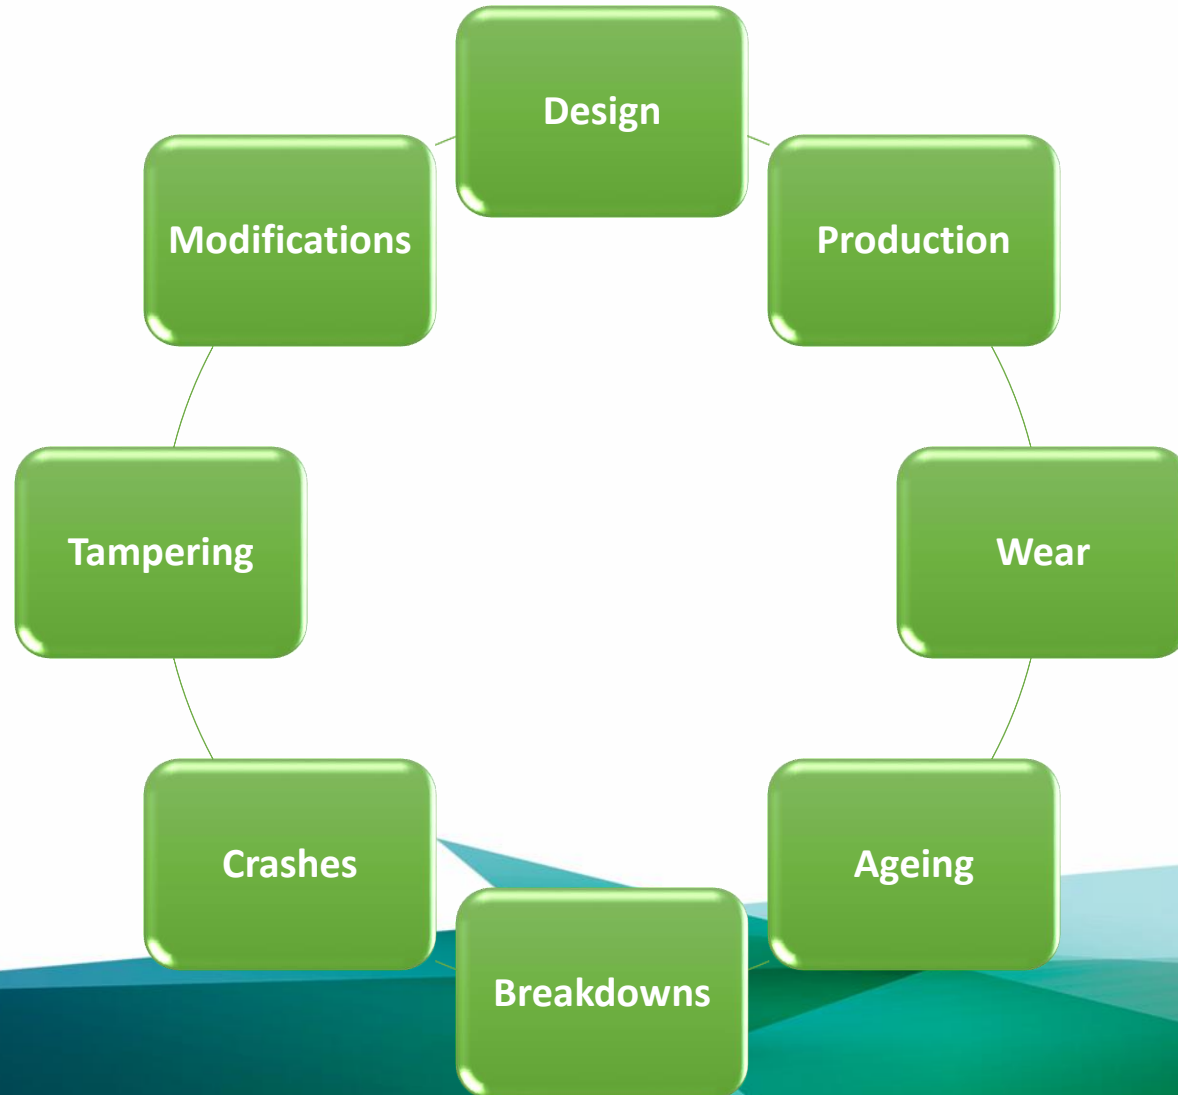 Design
Production
Wear
Ageing
Breakdowns
Crashes
Tampering
Modifications